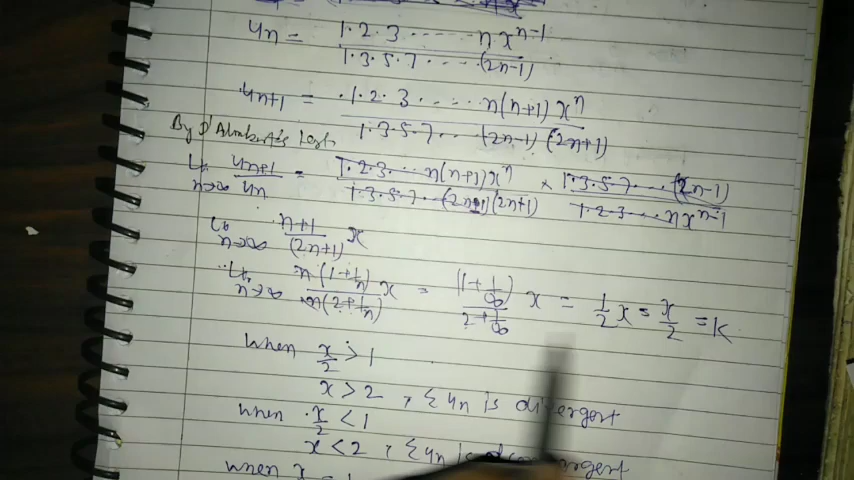 un = 1·2·3 ······ n x^n-1 / 1·3·5·7 ····· (2n-1)
un+1 = 1·2·3 ······ n(n+1) x^n / 1·3·5·7 ··· (2n-1) (2n+1)
By D'Almbert's Test
lt n→∞ un+1/un = 1·2·3 ··· n(n+1) x^n / 1·3·5·7 ··· (2n-1)(2n+1) × 1·3·5·7 ···· (2n-1) / 1·2·3 ··· n x^n-1
lt n→∞ n+1/(2n+1) x
lt n→∞ n(1+1/n)/n(2+1/n) x = (1+1/∞)/2+1/∞ x = 1/2 x = x/2 = K
when x/2 > 1
x > 2 , Σun is divergent
when x/2 < 1
x < 2 , Σun is
when x